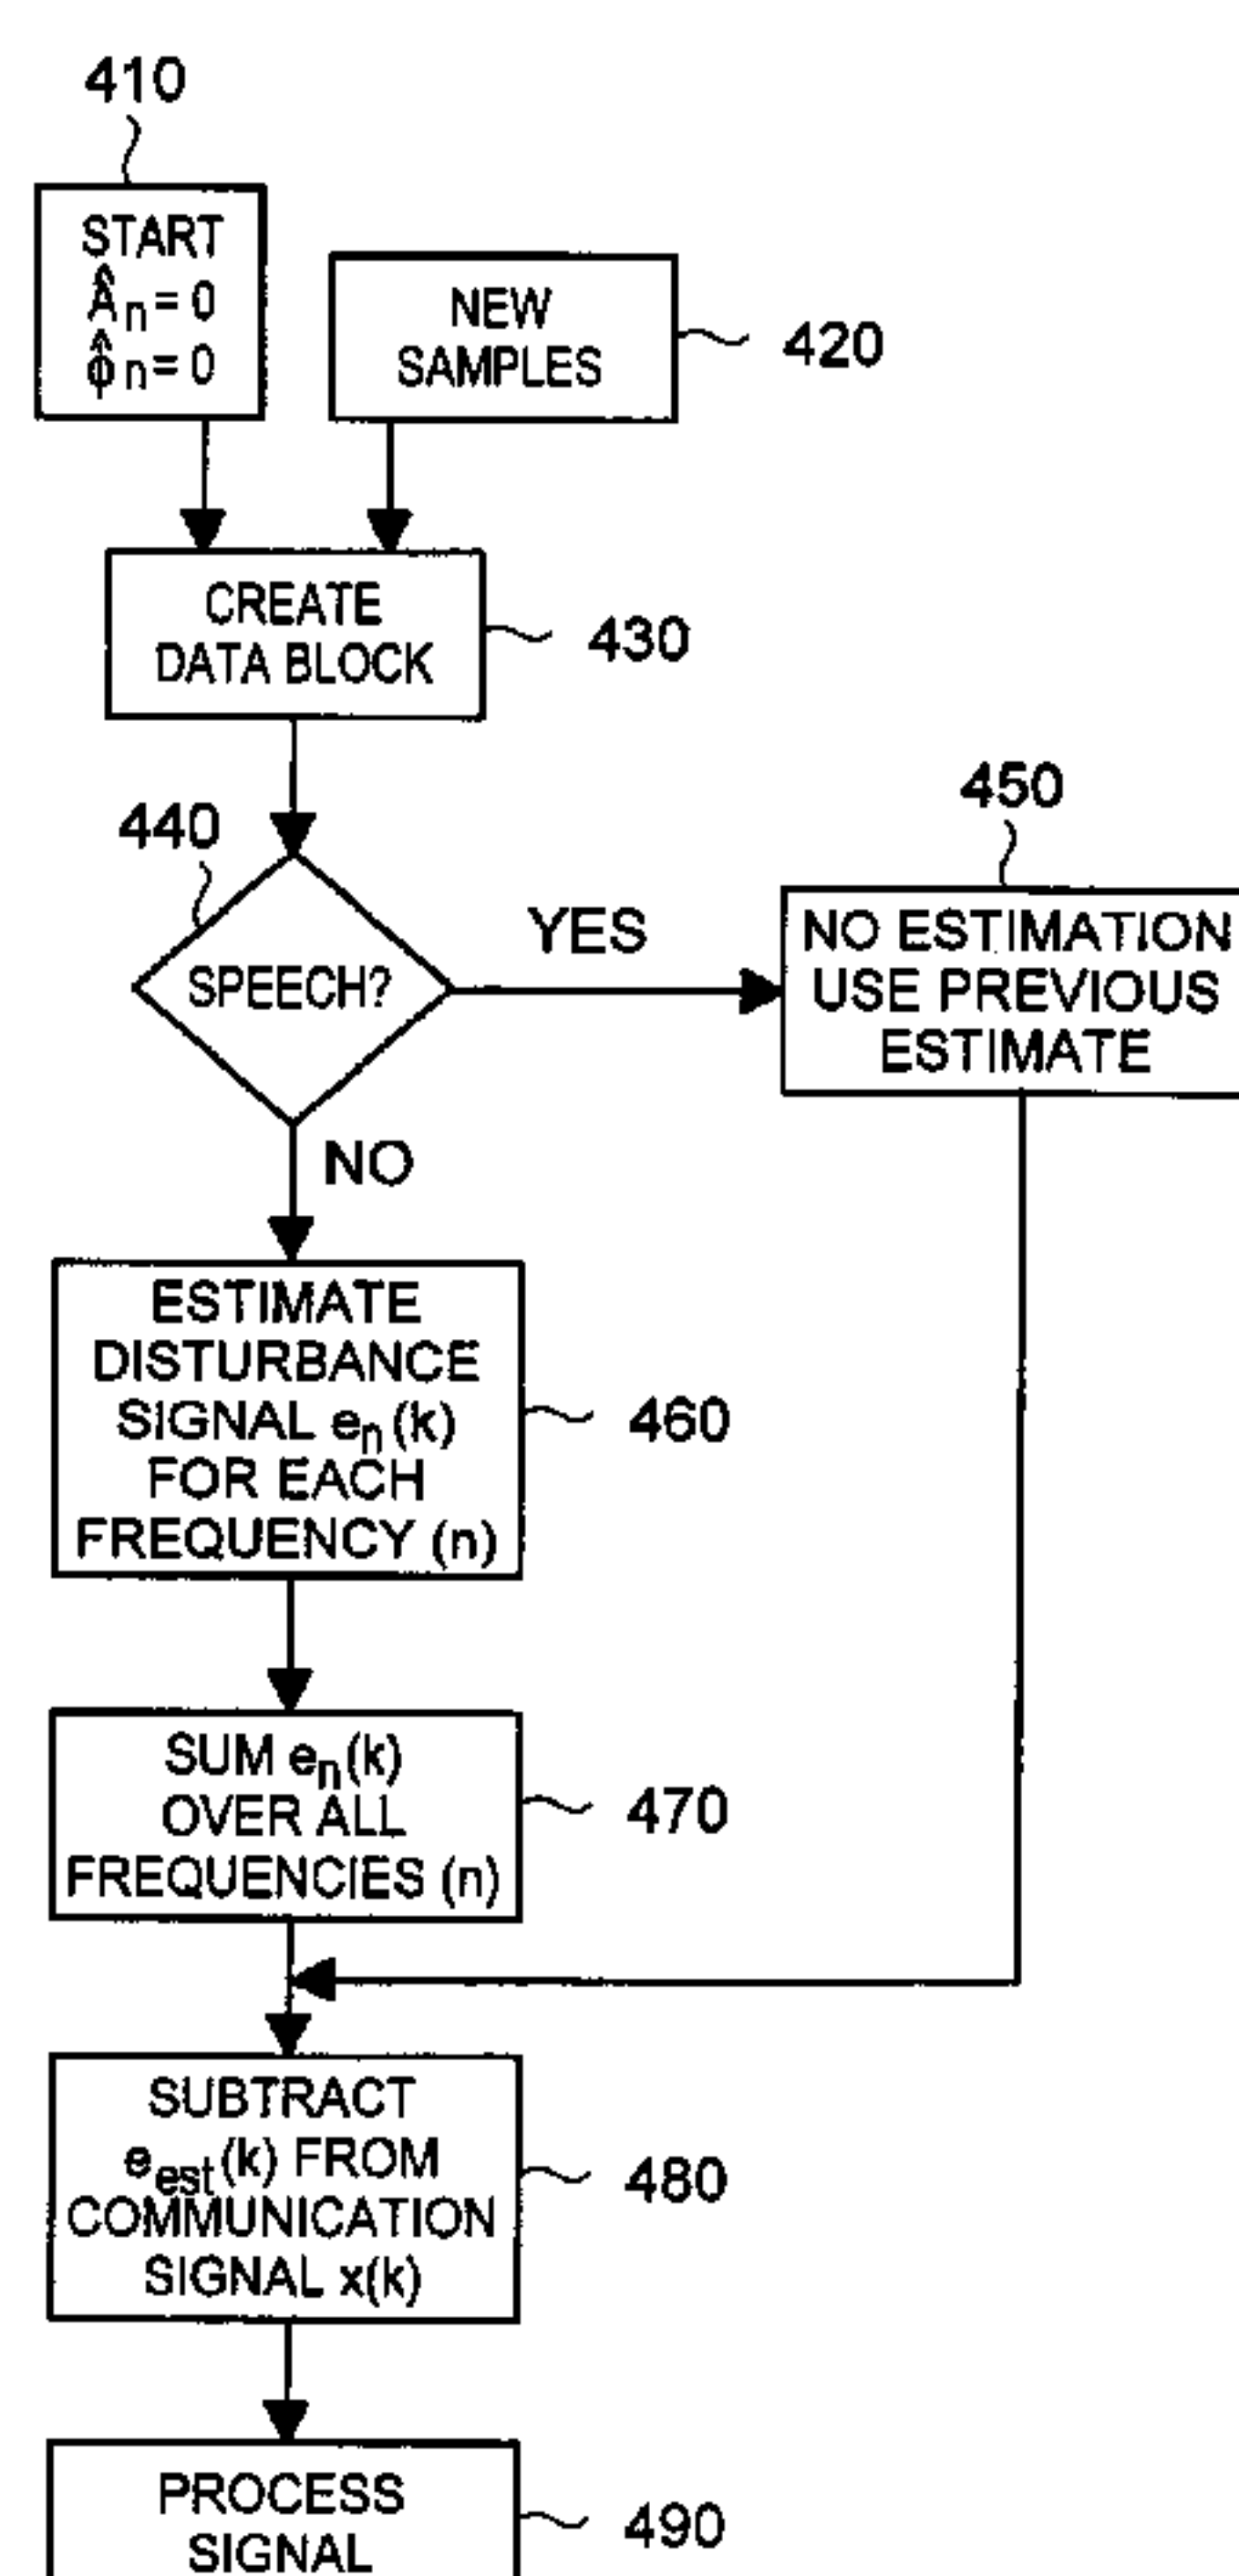 410
START
Â n = 0
φ̂ n = 0
NEW
SAMPLES
420
CREATE
DATA BLOCK
430
440
SPEECH?
YES
450
NO ESTIMATION
USE PREVIOUS
ESTIMATE
NO
ESTIMATE
DISTURBANCE
SIGNAL en(k)
FOR EACH
FREQUENCY (n)
460
SUM en(k)
OVER ALL
FREQUENCIES (n)
470
SUBTRACT
eest(k) FROM
COMMUNICATION
SIGNAL x(k)
480
PROCESS
SIGNAL
490